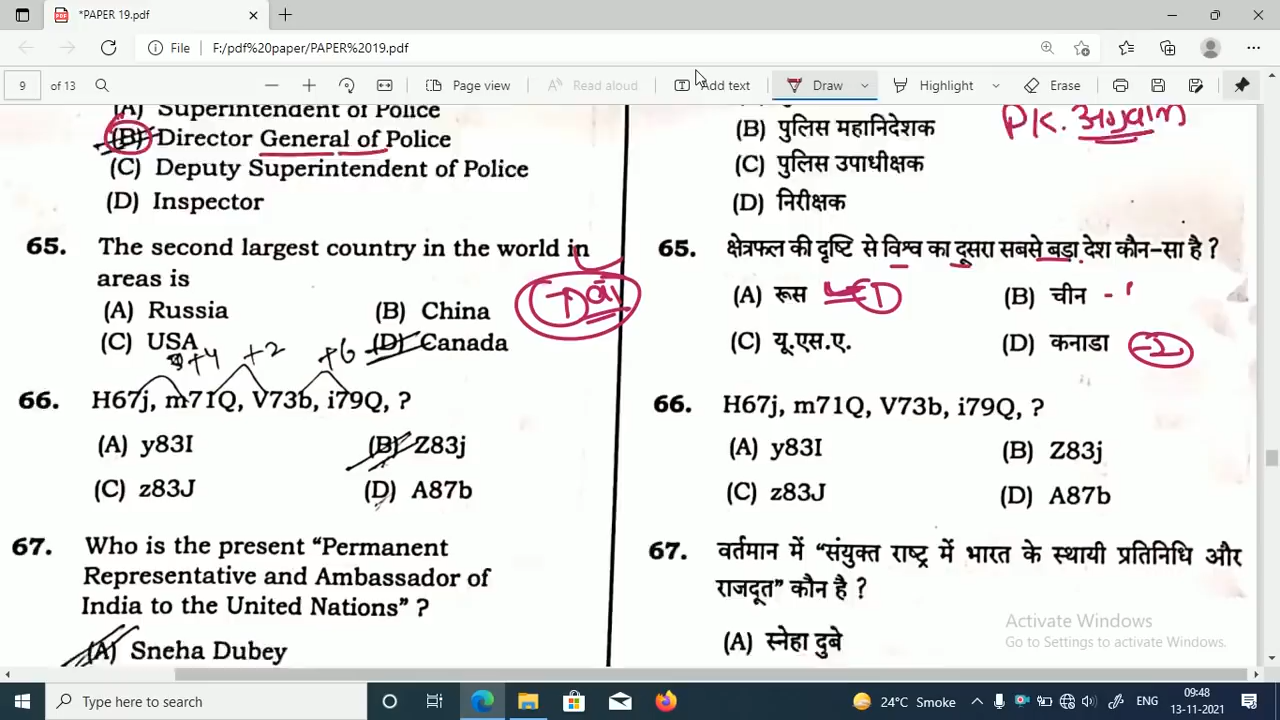 *PAPER 19.pdf
File
F:/pdf%20paper/PAPER%2019.pdf
9 of 13
Page view
Read aloud
Add text
Draw
Highlight
Erase
(A) Superintendent of Police
(B) Director General of Police
(C) Deputy Superintendent of Police
(D) Inspector
65. The second largest country in the world in
areas is
(A) Russia (B) China
(C) USA (D) Canada
+4 +2 +6
66. H67j, m71Q, V73b, i79Q, ?
(A) y83I (B) Z83j
(C) z83J (D) A87b
67. Who is the present “Permanent
Representative and Ambassador of
India to the United Nations” ?
(A) Sneha Dubey
PK.
(B) पुलिस महानिदेशक
(C) पुलिस उपाधीक्षक
(D) निरीक्षक
65. क्षेत्रफल की दृष्टि से विश्व का दूसरा सबसे बड़ा देश कौन-सा है ?
(A) रूस (B) चीन
(C) यू.एस.ए. (D) कनाडा -2
66. H67j, m71Q, V73b, i79Q, ?
(A) y83I (B) Z83j
(C) z83J (D) A87b
67. वर्तमान में “संयुक्त राष्ट्र में भारत के स्थायी प्रतिनिधि और
राजदूत” कौन है ?
(A) स्नेहा दुबे
Activate Windows
Go to Settings to activate Windows.
Type here to search
24°C Smoke
ENG
09:48
13-11-2021